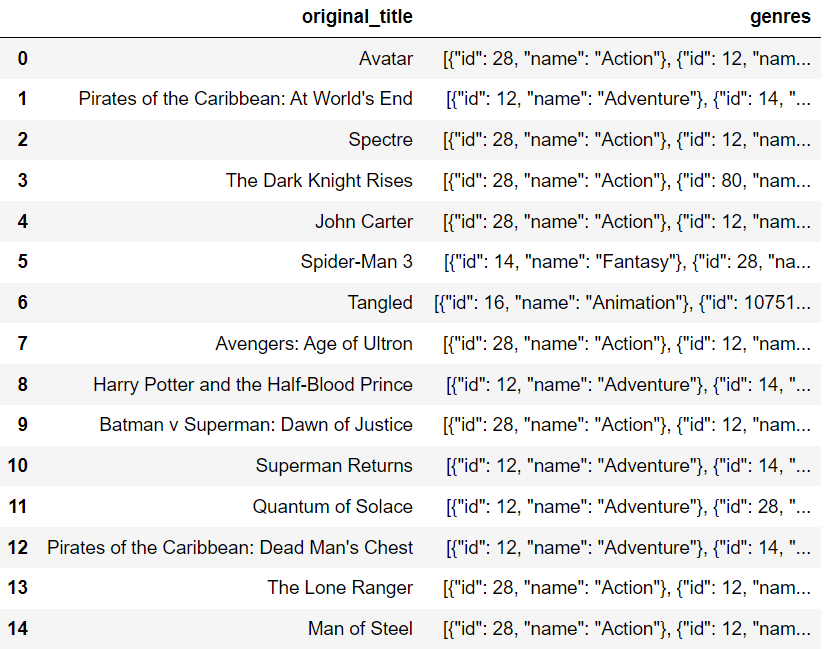 original_title genres
0 Avatar [{"id": 28, "name": "Action"}, {"id": 12, "nam...
1 Pirates of the Caribbean: At World's End [{"id": 12, "name": "Adventure"}, {"id": 14, "...
2 Spectre [{"id": 28, "name": "Action"}, {"id": 12, "nam...
3 The Dark Knight Rises [{"id": 28, "name": "Action"}, {"id": 80, "nam...
4 John Carter [{"id": 28, "name": "Action"}, {"id": 12, "nam...
5 Spider-Man 3 [{"id": 14, "name": "Fantasy"}, {"id": 28, "na...
6 Tangled [{"id": 16, "name": "Animation"}, {"id": 10751...
7 Avengers: Age of Ultron [{"id": 28, "name": "Action"}, {"id": 12, "nam...
8 Harry Potter and the Half-Blood Prince [{"id": 12, "name": "Adventure"}, {"id": 14, "...
9 Batman v Superman: Dawn of Justice [{"id": 28, "name": "Action"}, {"id": 12, "nam...
10 Superman Returns [{"id": 12, "name": "Adventure"}, {"id": 14, "...
11 Quantum of Solace [{"id": 12, "name": "Adventure"}, {"id": 28, "...
12 Pirates of the Caribbean: Dead Man's Chest [{"id": 12, "name": "Adventure"}, {"id": 14, "...
13 The Lone Ranger [{"id": 28, "name": "Action"}, {"id": 12, "nam...
14 Man of Steel [{"id": 28, "name": "Action"}, {"id": 12, "nam...